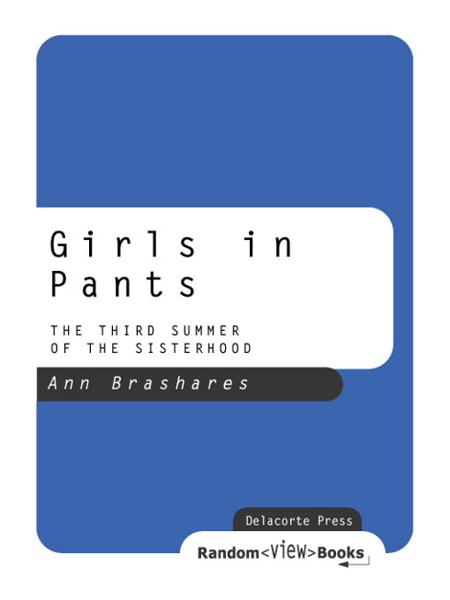 Girls in
Pants
THE THIRD SUMMER
OF THE SISTERHOOD
Ann Brashares
Delacorte Press
Random<view>Books